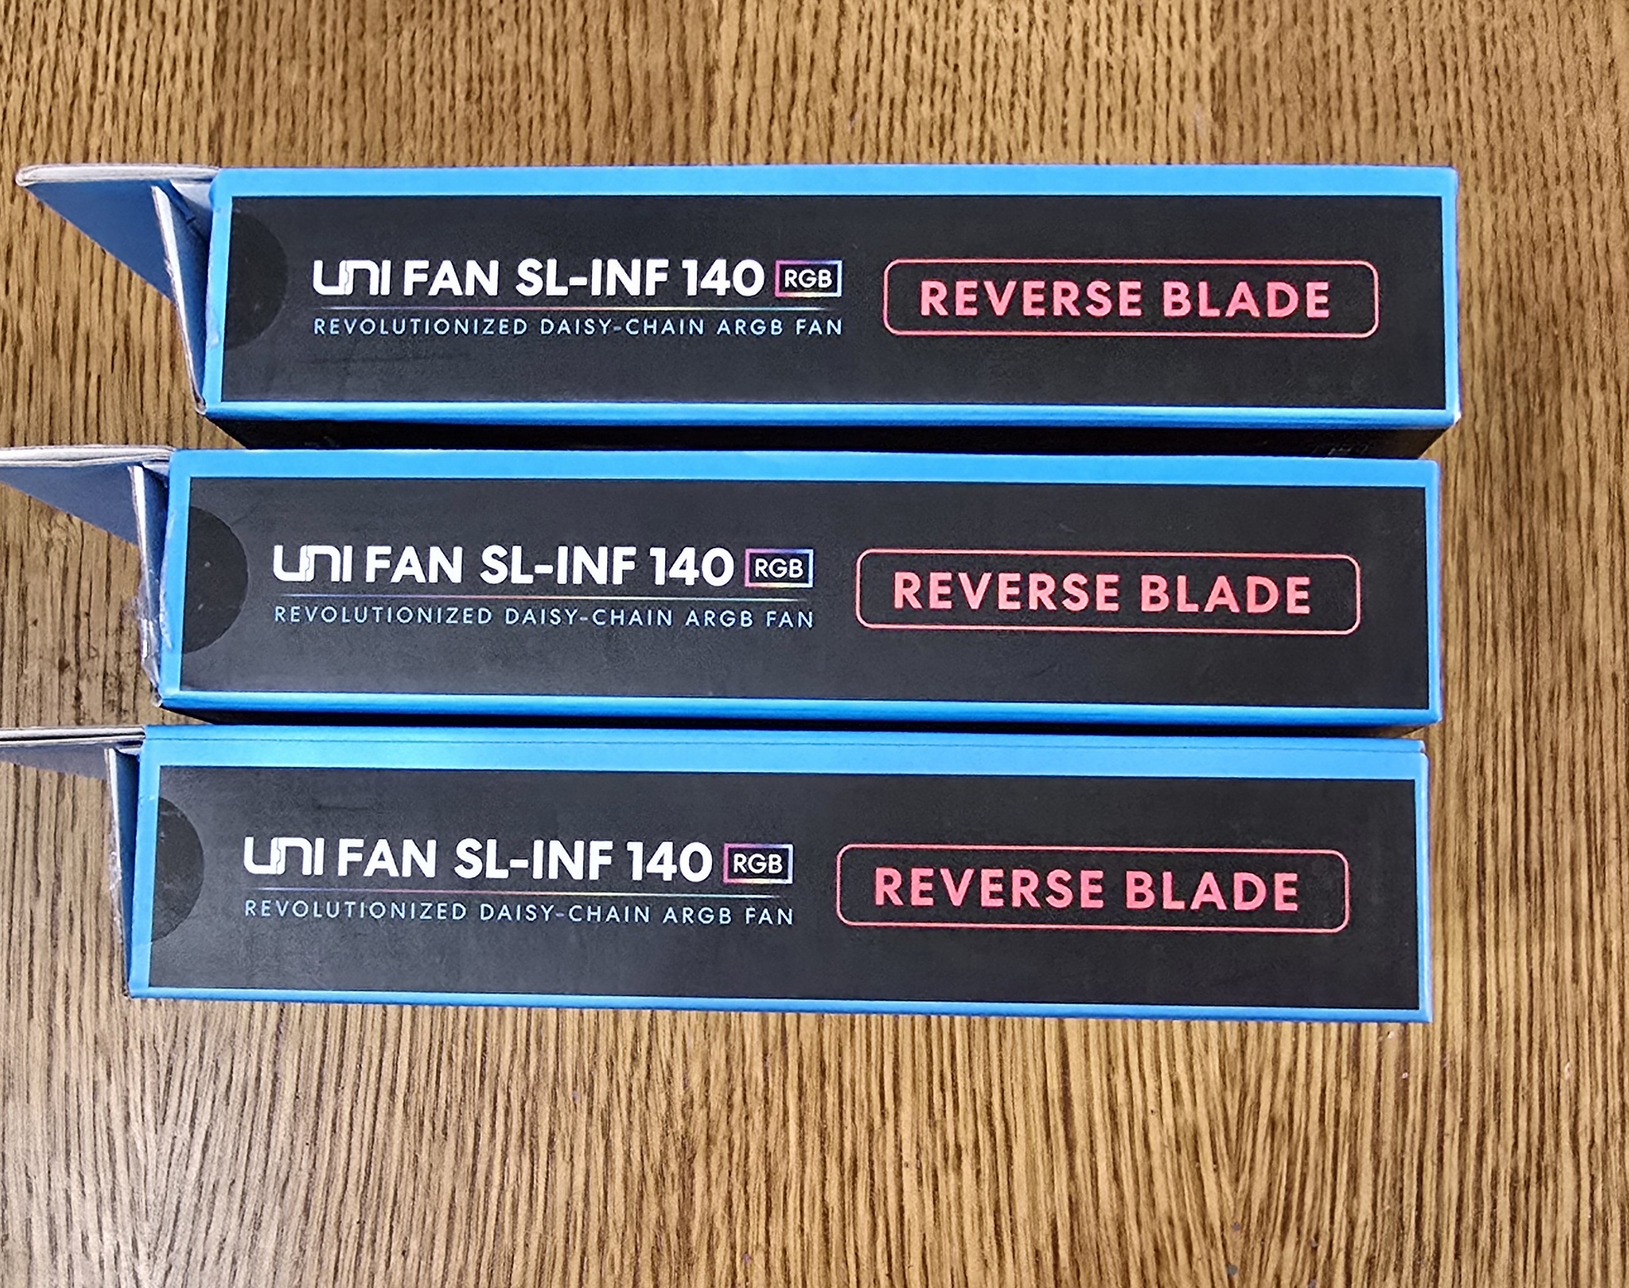 UNI FAN SL-INF 140 RGB
REVOLUTIONIZED DAISY-CHAIN ARGB FAN
REVERSE BLADE
UNI FAN SL-INF 140 RGB
REVOLUTIONIZED DAISY-CHAIN ARGB FAN
REVERSE BLADE
UNI FAN SL-INF 140 RGB
REVOLUTIONIZED DAISY-CHAIN ARGB FAN
REVERSE BLADE